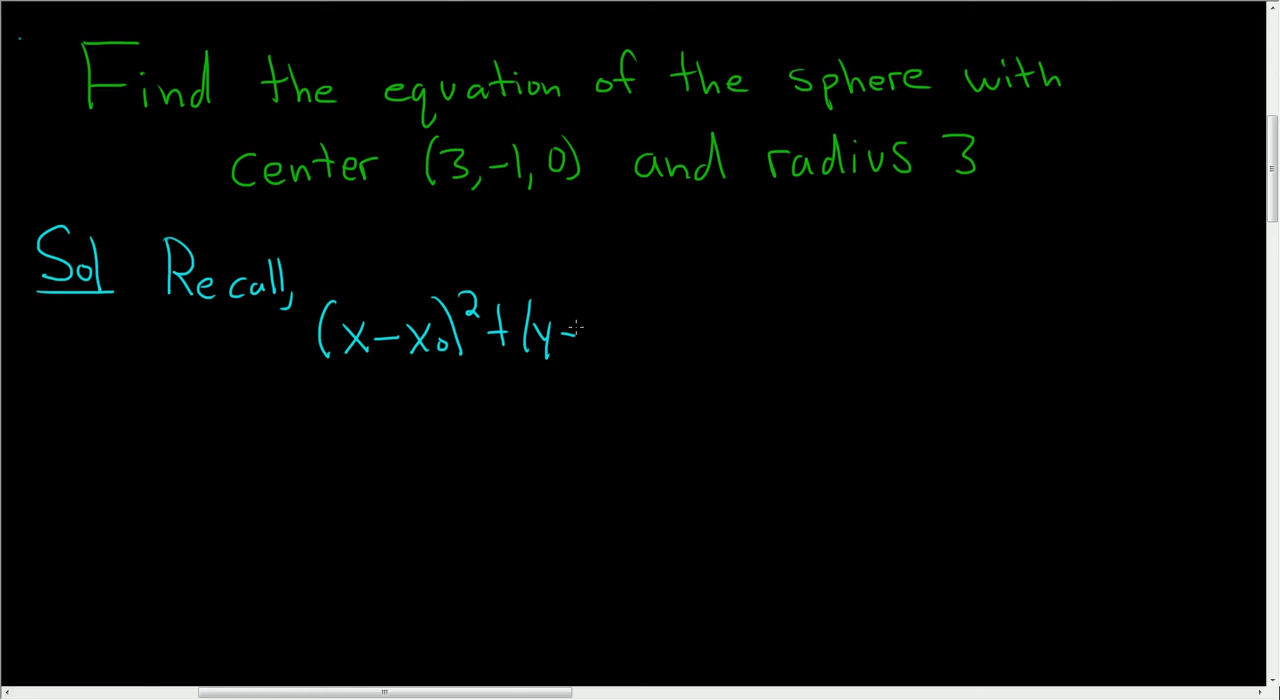 Find the equation of the sphere with
center (3,-1,0) and radius 3
Sol Recall,
(x-x₀)² + (y-